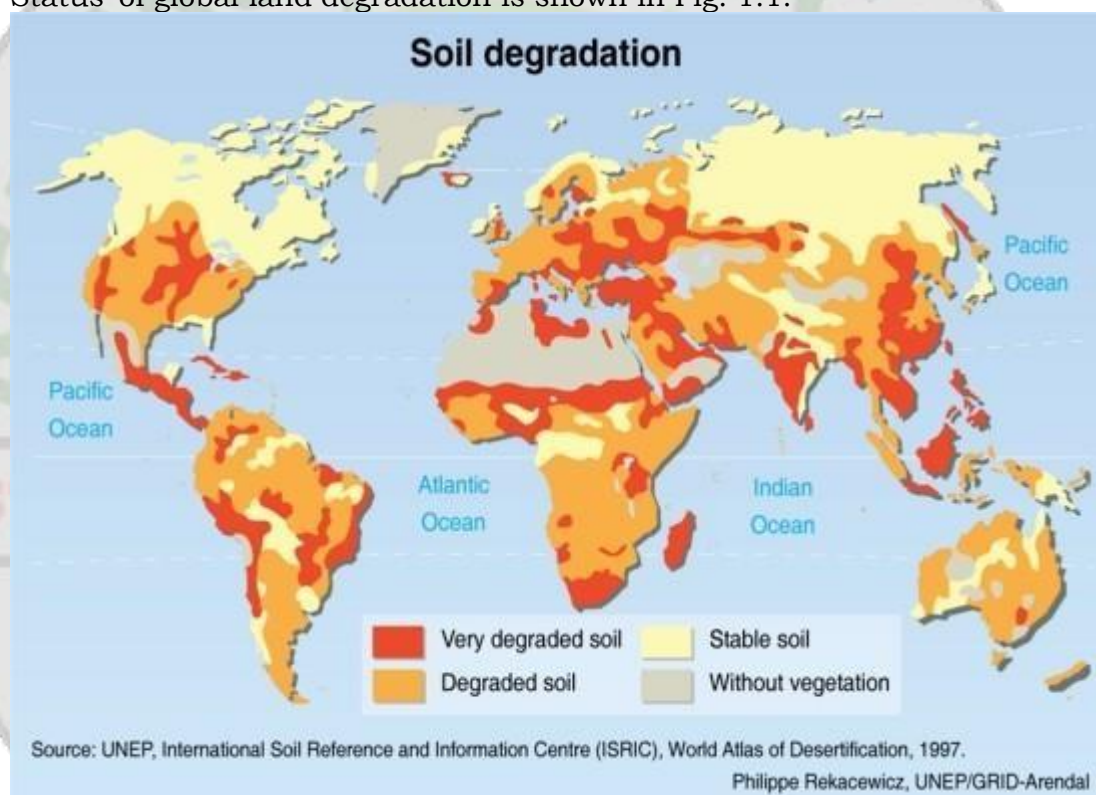 Status of global land degradation is shown in Fig. 1.1.
Soil degradation
Pacific
Ocean
Pacific
Ocean
Atlantic
Ocean
Indian
Ocean
Very degraded soil
Stable soil
Degraded soil
Without vegetation
Source: UNEP, International Soil Reference and Information Centre (ISRIC), World Atlas of Desertification, 1997.
Philippe Rekacewicz, UNEP/GRID-Arendal